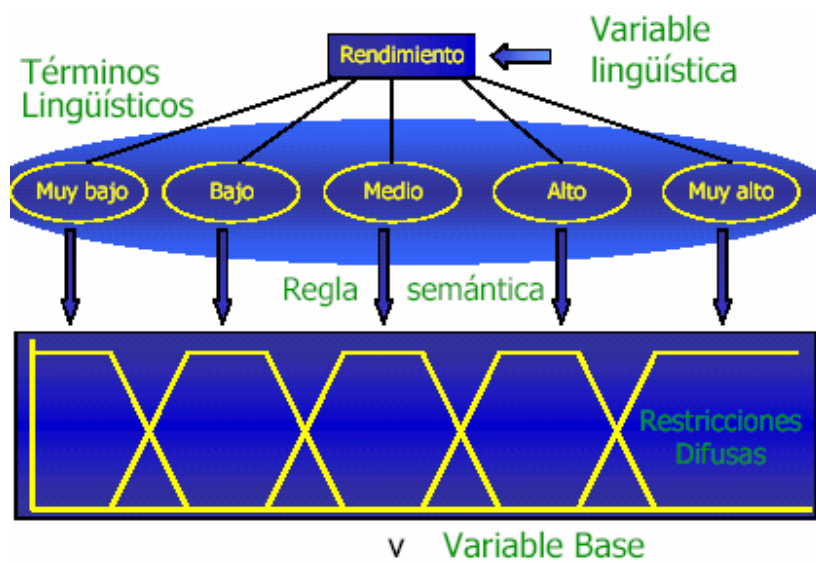 Rendimiento
Variable
lingüística
Términos
Lingüísticos
Muy bajo
Bajo
Medio
Alto
Muy alto
Regla semántica
Restricciones
Difusas
v Variable Base